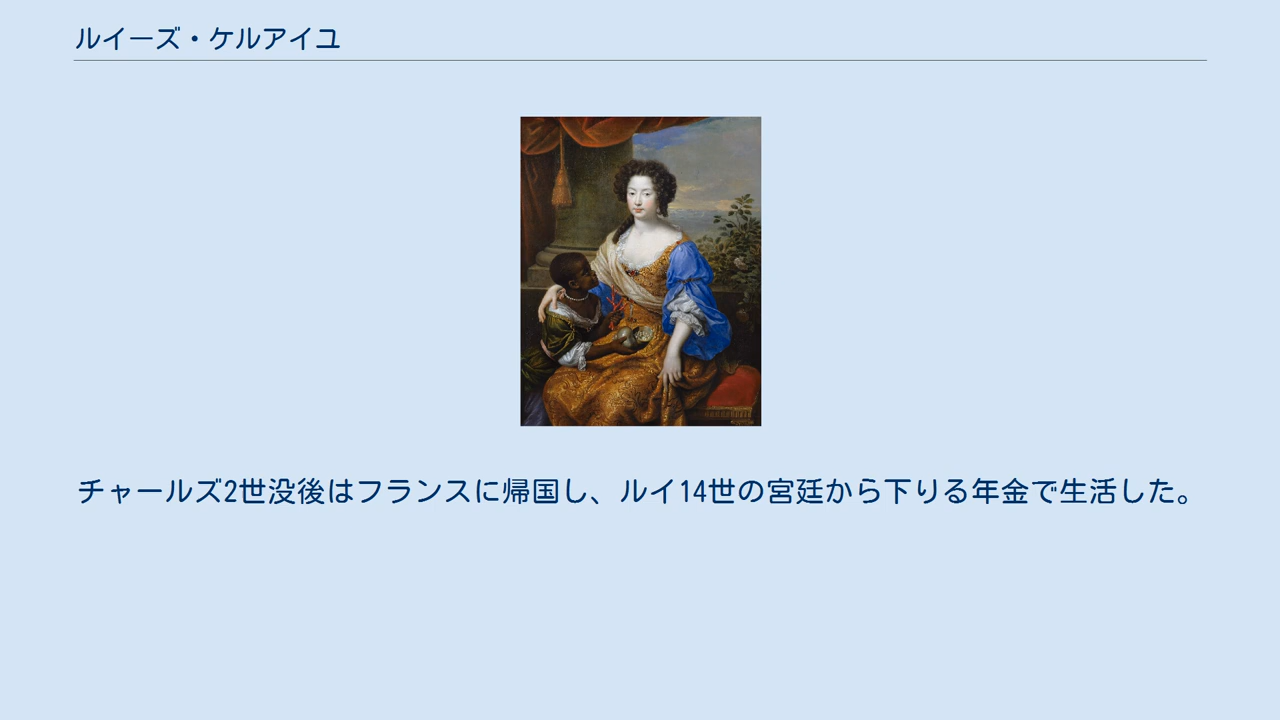 ルイーズ・ケルアイユ
チャールズ2世没後はフランスに帰国し、ルイ14世の宮廷から下りる年金で生活した。